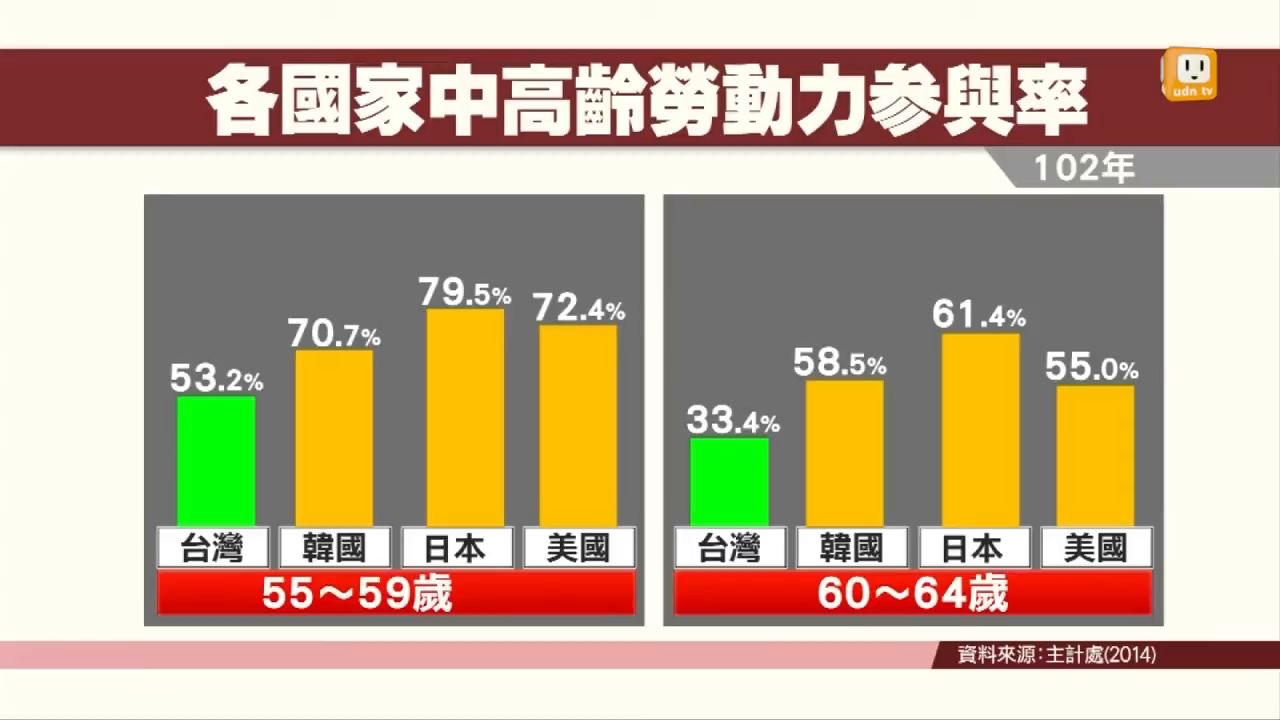 各國家中高齡勞動力參與率
udn tv
102年
53.2%
70.7%
79.5%
72.4%
台灣
韓國
日本
美國
55～59歲
33.4%
58.5%
61.4%
55.0%
台灣
韓國
日本
美國
60～64歲
資料來源:主計處(2014)